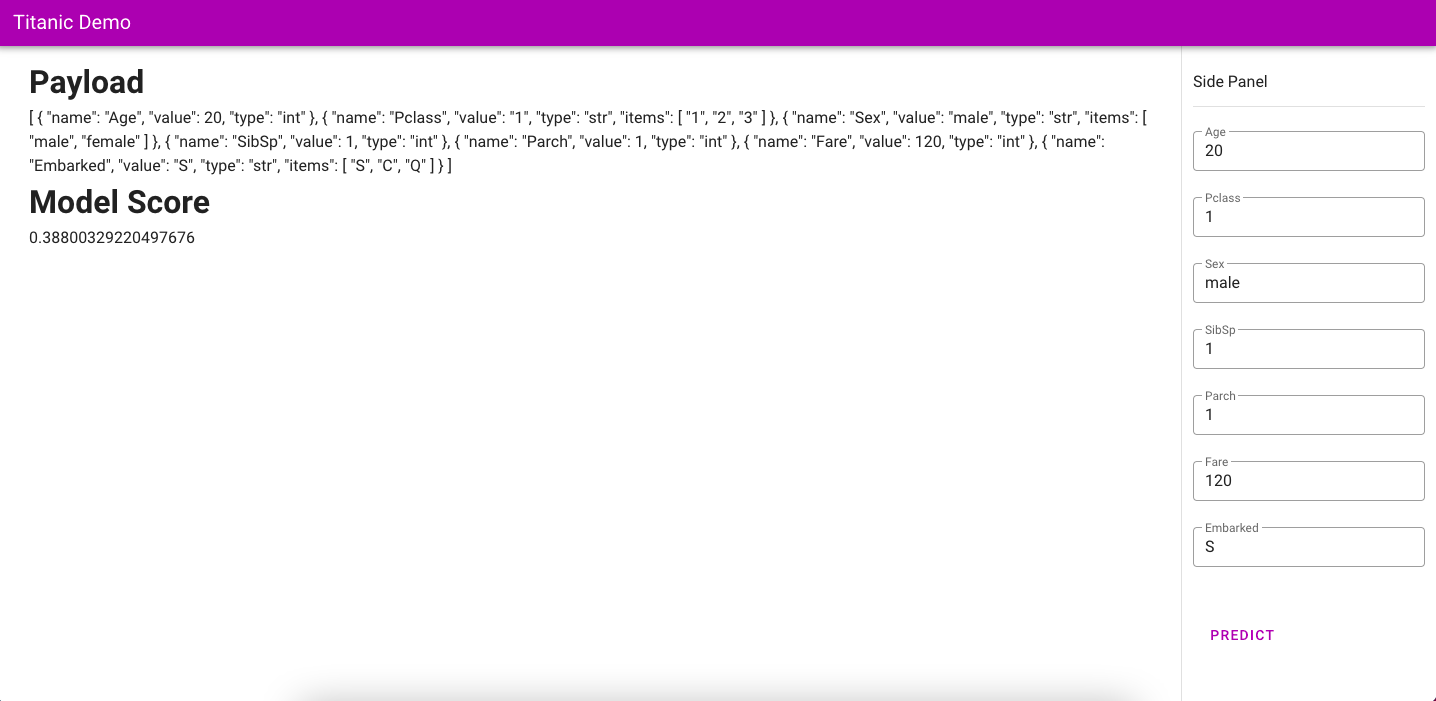 Titanic Demo
Payload
[ { "name": "Age", "value": 20, "type": "int" }, { "name": "Pclass", "value": "1", "type": "str", "items": [ "1", "2", "3" ] }, { "name": "Sex", "value": "male", "type": "str", "items": [
"male", "female" ] }, { "name": "SibSp", "value": 1, "type": "int" }, { "name": "Parch", "value": 1, "type": "int" }, { "name": "Fare", "value": 120, "type": "int" }, { "name":
"Embarked", "value": "S", "type": "str", "items": [ "S", "C", "Q" ] } ]
Model Score
0.38800329220497676
Side Panel
Age
20
Pclass
1
Sex
male
SibSp
1
Parch
1
Fare
120
Embarked
S
PREDICT